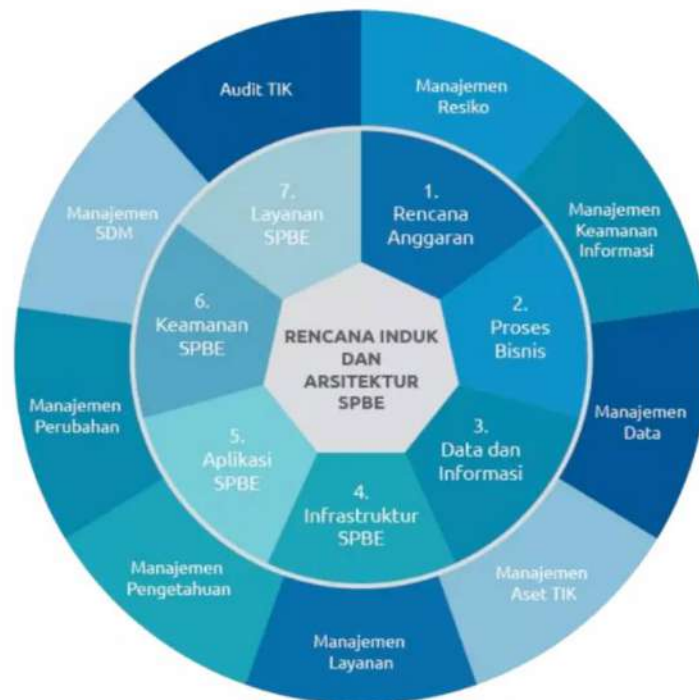 Audit TIK
Manajemen
Resiko
Manajemen
Keamanan
Informasi
Manajemen
Data
Manajemen
Aset TIK
Manajemen
Layanan
Manajemen
Pengetahuan
Manajemen
Perubahan
Manajemen
SDM
1.
Rencana
Anggaran
2.
Proses
Bisnis
3.
Data dan
Informasi
4.
Infrastruktur
SPBE
5.
Aplikasi
SPBE
6.
Keamanan
SPBE
7.
Layanan
SPBE
RENCANA INDUK
DAN
ARSITEKTUR
SPBE